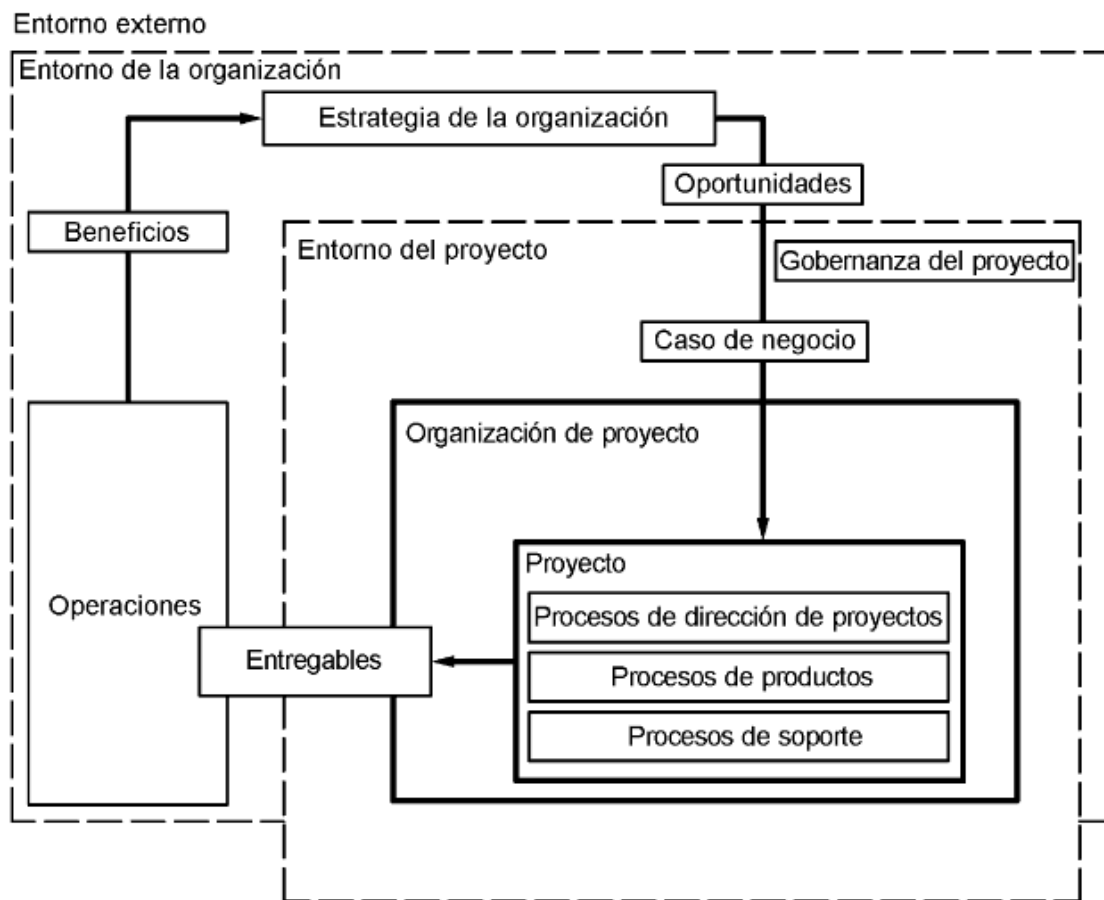 Entorno externo
Entorno de la organización
Estrategia de la organización
Oportunidades
Beneficios
Entorno del proyecto
Gobernanza del proyecto
Caso de negocio
Organización de proyecto
Proyecto
Procesos de dirección de proyectos
Operaciones
Entregables
Procesos de productos
Procesos de soporte